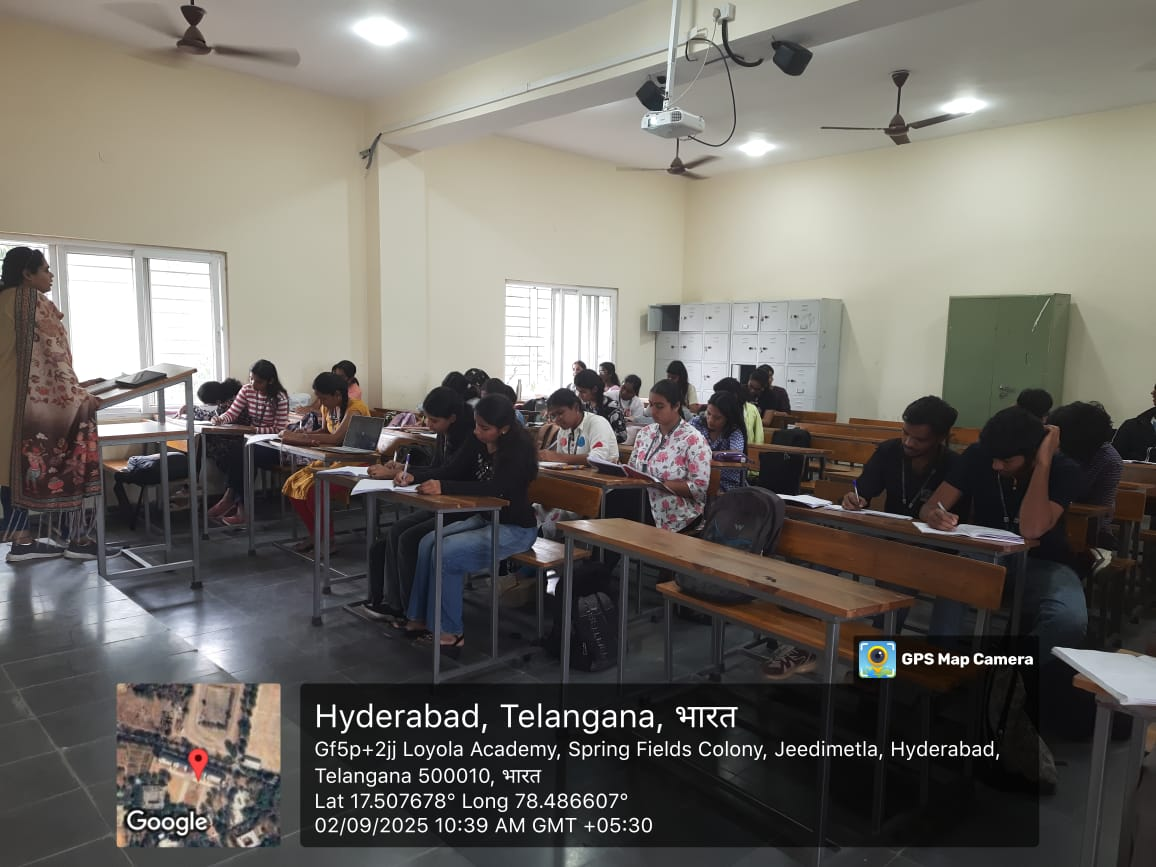 GPS Map Camera
Hyderabad, Telangana, भारत
Gf5p+2jj Loyola Academy, Spring Fields Colony, Jeedimetla, Hyderabad,
Telangana 500010, भारत
Lat 17.507678° Long 78.486607°
02/09/2025 10:39 AM GMT +05:30
Google